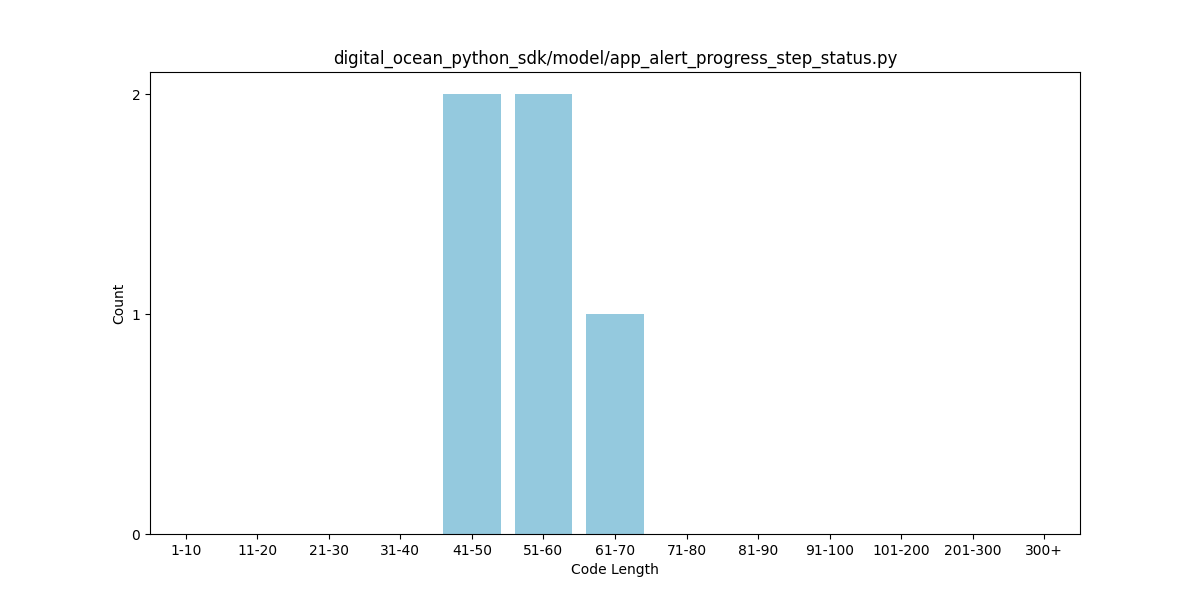 digital_ocean_python_sdk/model/app_alert_progress_step_status.py
2
1
0
Count
1-10 11-20 21-30 31-40 41-50 51-60 61-70 71-80 81-90 91-100 101-200 201-300 300+
Code Length